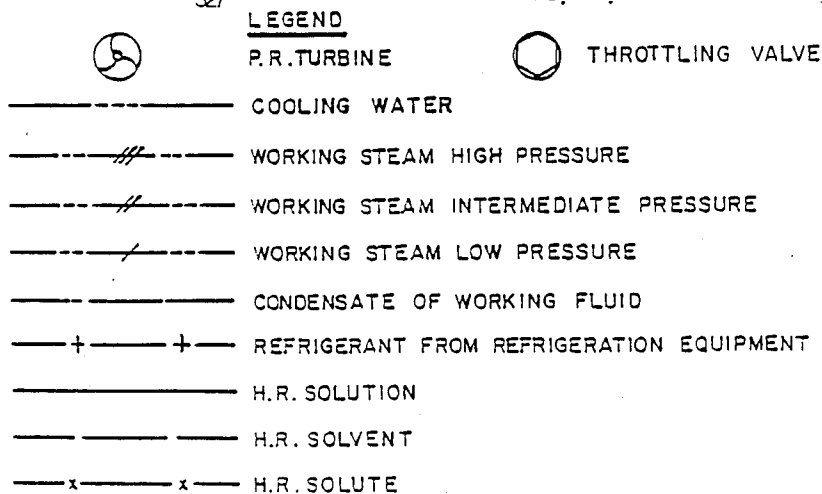 LEGEND
P.R.TURBINE
THROTTLING VALVE
COOLING WATER
WORKING STEAM HIGH PRESSURE
WORKING STEAM INTERMEDIATE PRESSURE
WORKING STEAM LOW PRESSURE
CONDENSATE OF WORKING FLUID
REFRIGERANT FROM REFRIGERATION EQUIPMENT
H.R. SOLUTION
H.R. SOLVENT
H.R. SOLUTE